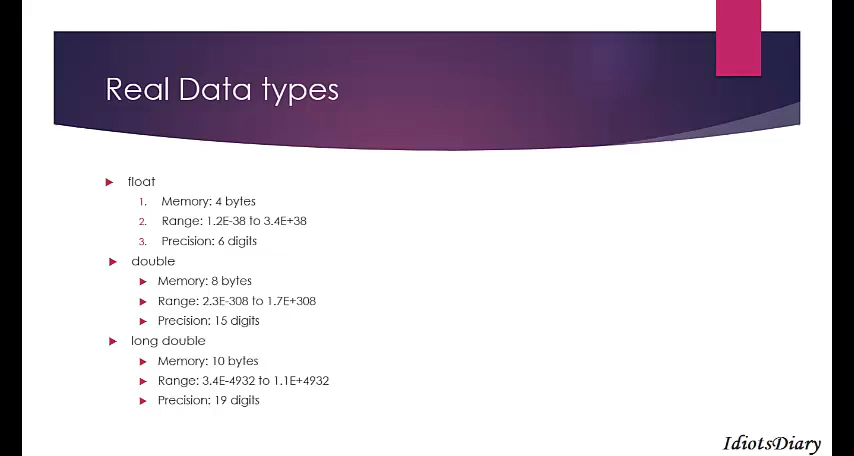 Real Data types
float
1. Memory: 4 bytes
2. Range: 1.2E-38 to 3.4E+38
3. Precision: 6 digits
double
Memory: 8 bytes
Range: 2.3E-308 to 1.7E+308
Precision: 15 digits
long double
Memory: 10 bytes
Range: 3.4E-4932 to 1.1E+4932
Precision: 19 digits
IdiotsDiary